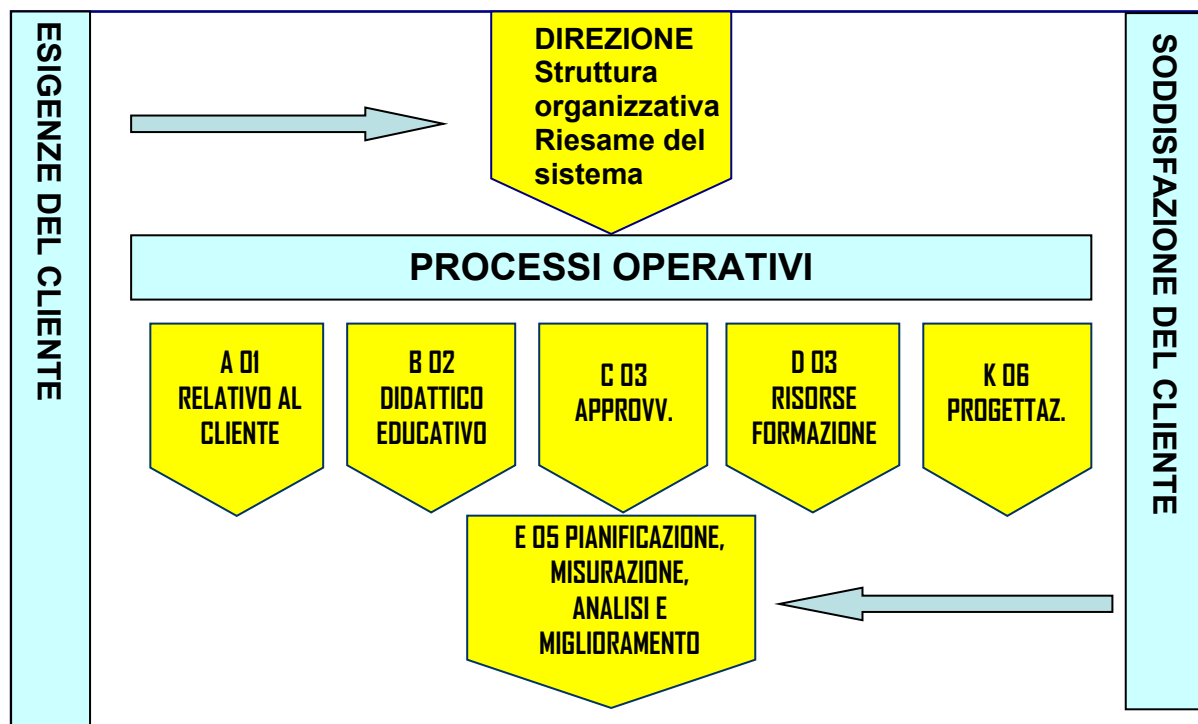 ESIGENZE DEL CLIENTE
DIREZIONE
Struttura
organizzativa
Riesame del
sistema
SODDISFAZIONE DEL CLIENTE
PROCESSI OPERATIVI
A 01
RELATIVO AL
CLIENTE
B 02
DIDATTICO
EDUCATIVO
C 03
APPROVV.
D 03
RISORSE
FORMAZIONE
K 06
PROGETTAZ.
E 05 PIANIFICAZIONE,
MISURAZIONE,
ANALISI E
MIGLIORAMENTO